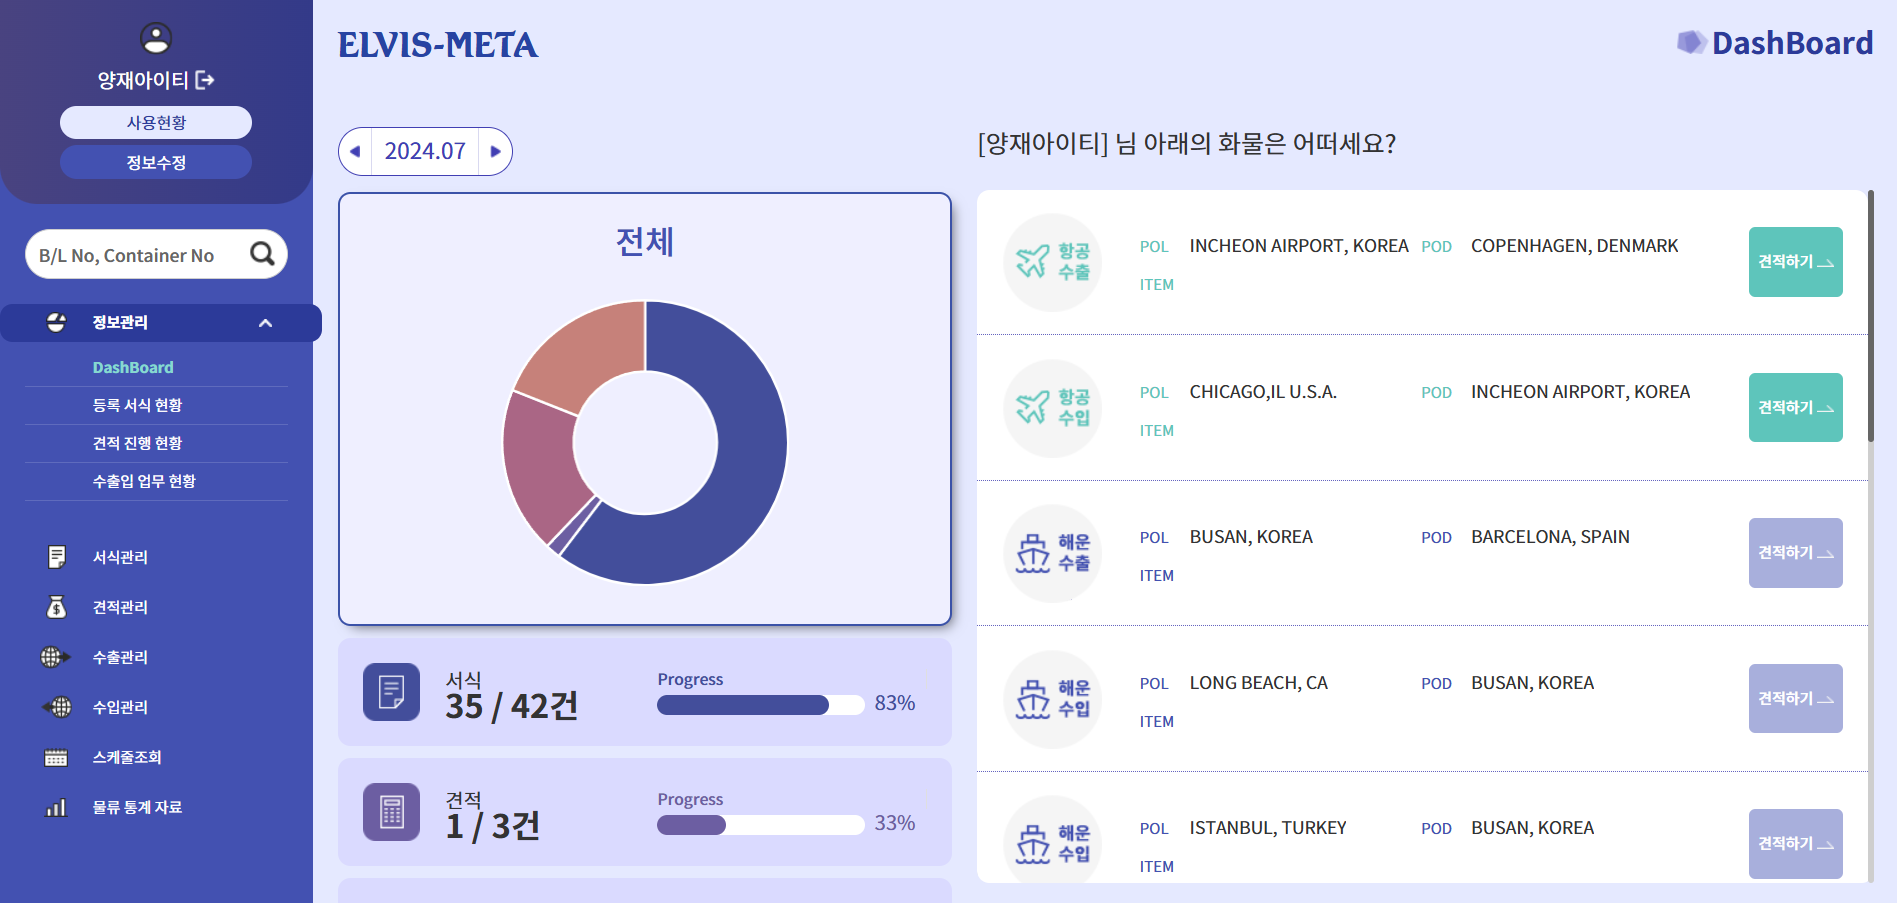 양재아이티
사용현황
정보수정
B/L No, Container No
정보관리
DashBoard
등록 서식 현황
견적 진행 현황
수출입 업무 현황
서식관리
견적관리
수출관리
수입관리
스케줄조회
물류 통계 자료
ELVIS-META
DashBoard
2024.07
전체
서식
35 / 42건
Progress
83%
견적
1 / 3건
Progress
33%
[양재아이티] 님 아래의 화물은 어떠세요?
항공
수출
POL INCHEON AIRPORT, KOREA POD COPENHAGEN, DENMARK
ITEM
견적하기
항공
수입
POL CHICAGO,IL U.S.A. POD INCHEON AIRPORT, KOREA
ITEM
견적하기
해운
수출
POL BUSAN, KOREA POD BARCELONA, SPAIN
ITEM
견적하기
해운
수입
POL LONG BEACH, CA POD BUSAN, KOREA
ITEM
견적하기
해운
수입
POL ISTANBUL, TURKEY POD BUSAN, KOREA
ITEM
견적하기